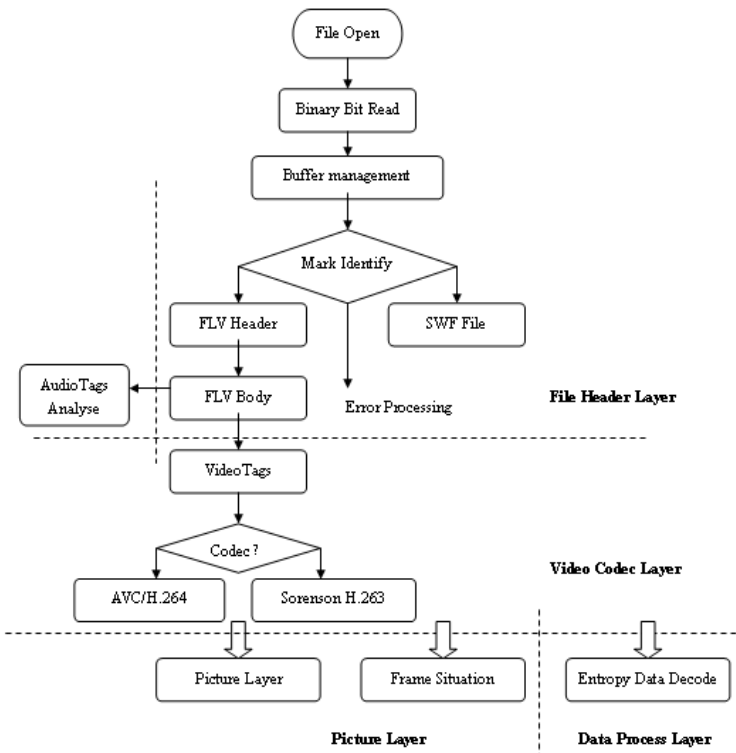 File Open
Binary Bit Read
Buffer management
Mark Identify
FLV Header
SWF File
AudioTags
Analyse
FLV Body
Error Processing
File Header Layer
VideoTags
Codec?
Video Codec Layer
AVC/H.264
Sorenson H.263
Picture Layer
Frame Situation
Entropy Data Decode
Picture Layer
Data Process Layer